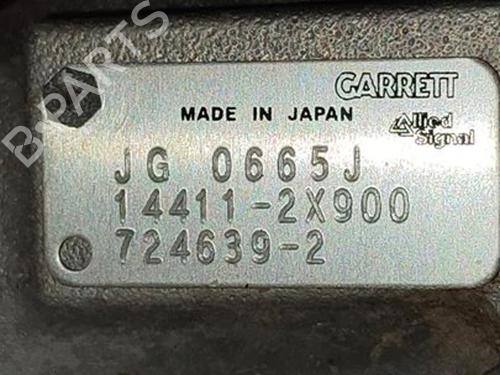 B-PARTS
GARRETT
MADE IN JAPAN
Allied
Signal
JG 0665J
14411-2X900
724639-2